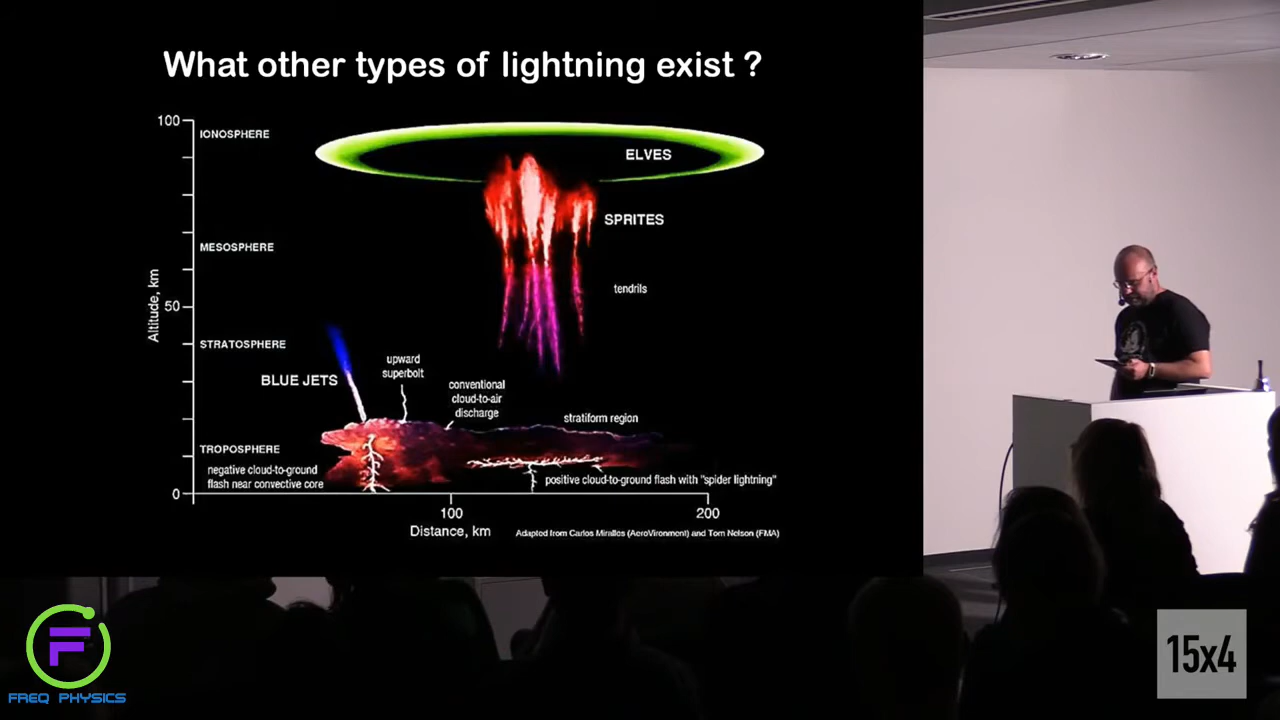 What other types of lightning exist ?
100
IONOSPHERE
ELVES
SPRITES
MESOSPHERE
tendrils
50
Altitude, km
STRATOSPHERE
BLUE JETS
upward
superbolt
conventional
cloud-to-air
discharge
stratiform region
TROPOSPHERE
negative cloud-to-ground
flash near convective core
positive cloud-to-ground flash with "spider lightning"
0
100
200
Distance, km
Adapted from Carlos Miralles (AeroVironment) and Tom Nelson (FMA)
F
FREQ PHYSICS
15x4